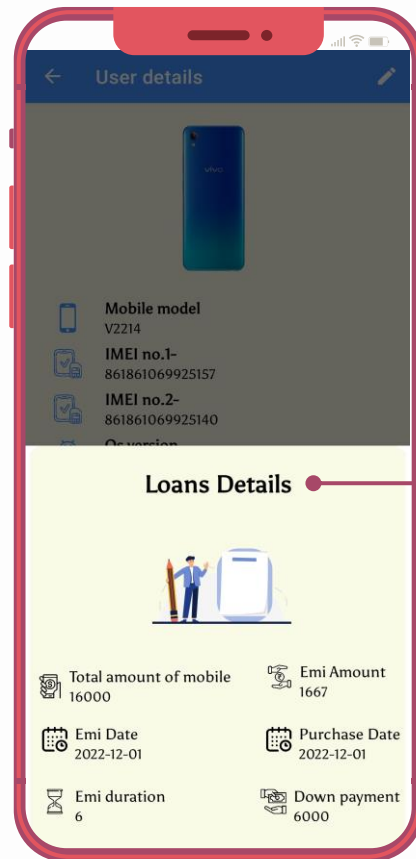 User details
vivo
Mobile model
V2214
IMEI no.1-
861861069925157
IMEI no.2-
861861069925140
Os version
Loans Details
Total amount of mobile
16000
Emi Amount
1667
Emi Date
2022-12-01
Purchase Date
2022-12-01
Emi duration
6
Down payment
6000